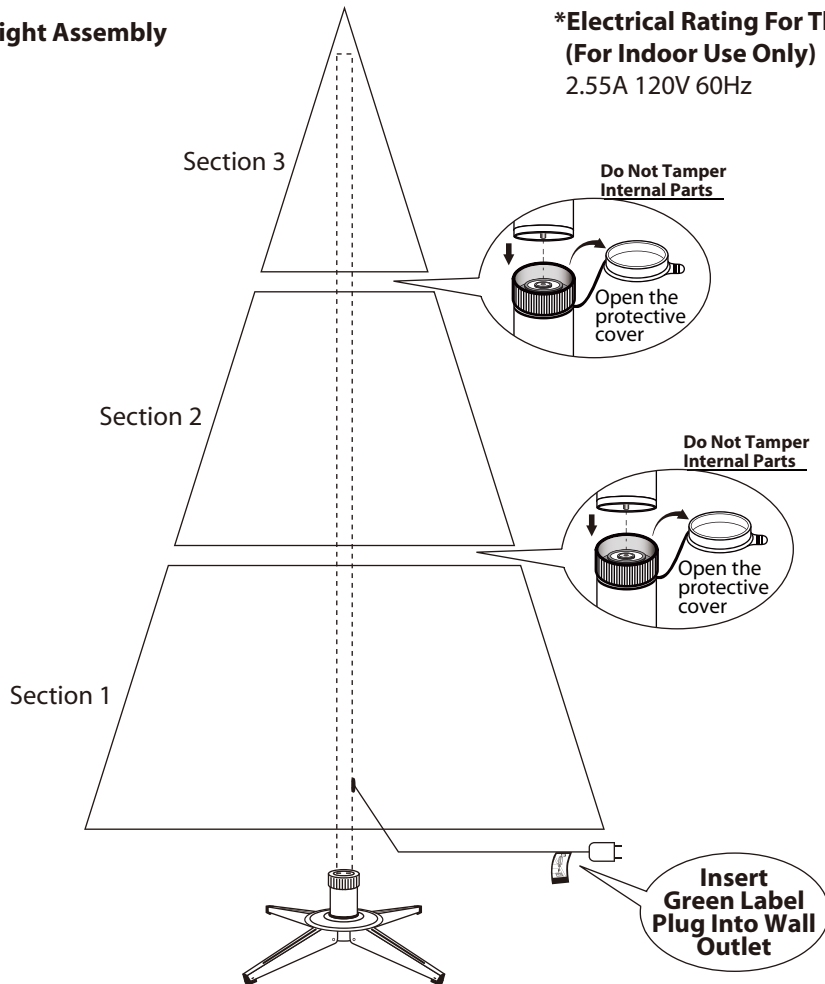 ight Assembly
*Electrical Rating For Th
(For Indoor Use Only)
2.55A 120V 60Hz
Section 3
Do Not Tamper
Internal Parts
Open the
protective
cover
Section 2
Do Not Tamper
Internal Parts
Open the
protective
cover
Section 1
Insert
Green Label
Plug Into Wall
Outlet